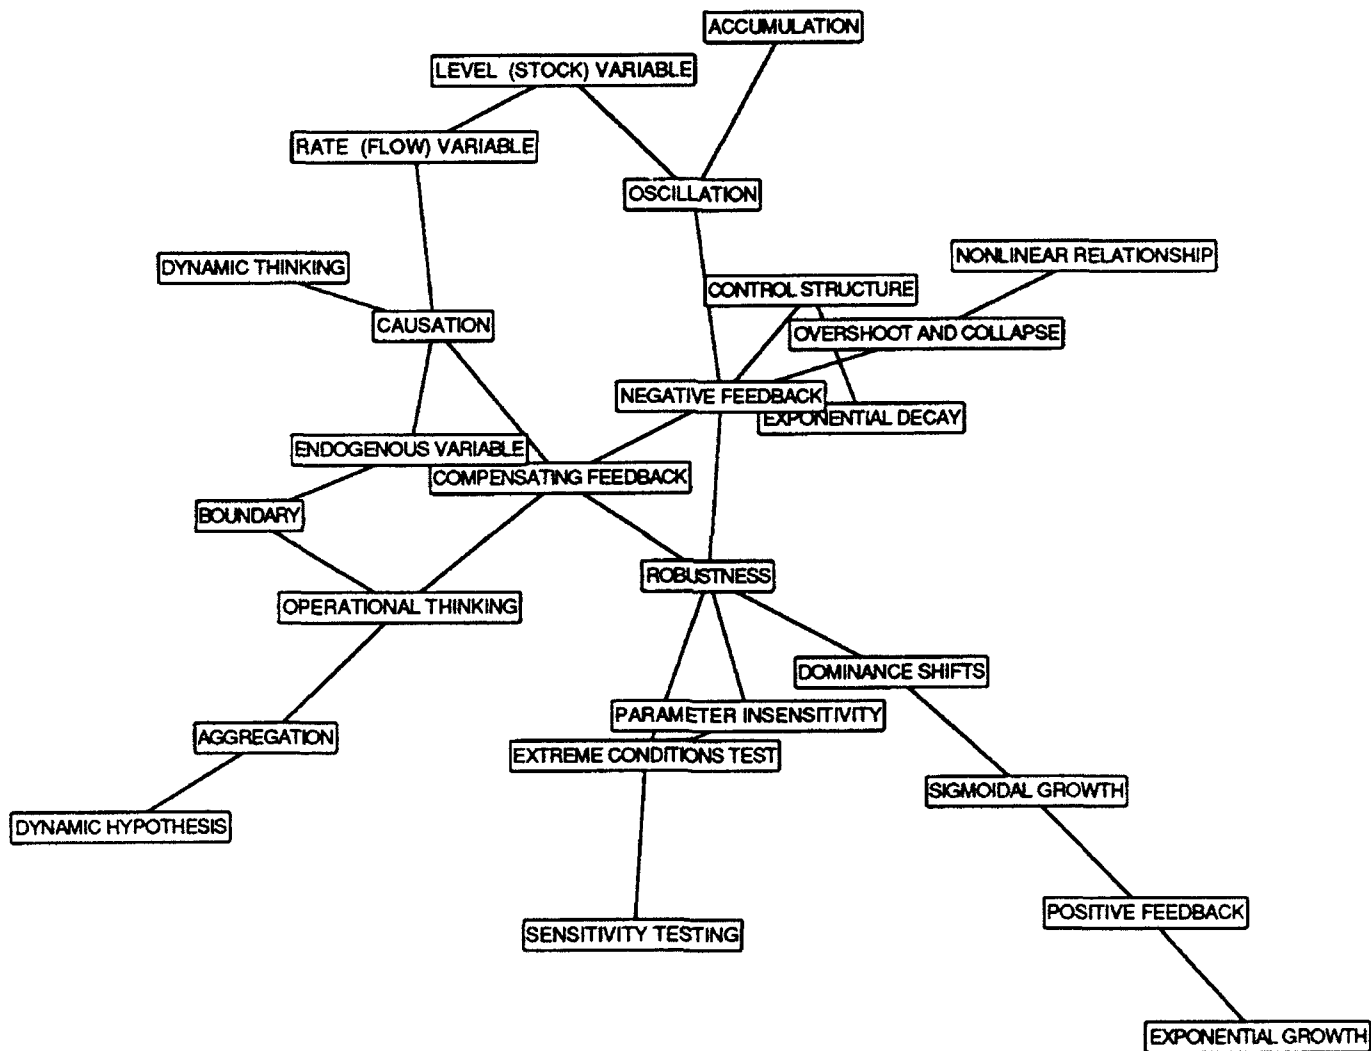 ACCUMULATION
LEVEL (STOCK) VARIABLE
RATE (FLOW) VARIABLE
OSCILLATION
NONLINEAR RELATIONSHIP
DYNAMIC THINKING
CONTROL STRUCTURE
CAUSATION
OVERSHOOT AND COLLAPSE
NEGATIVE FEEDBACK
EXPONENTIAL DECAY
ENDOGENOUS VARIABLE
COMPENSATING FEEDBACK
BOUNDARY
ROBUSTNESS
OPERATIONAL THINKING
DOMINANCE SHIFTS
PARAMETER INSENSITIVITY
AGGREGATION
EXTREME CONDITIONS TEST
SIGMOIDAL GROWTH
DYNAMIC HYPOTHESIS
POSITIVE FEEDBACK
SENSITIVITY TESTING
EXPONENTIAL GROWTH